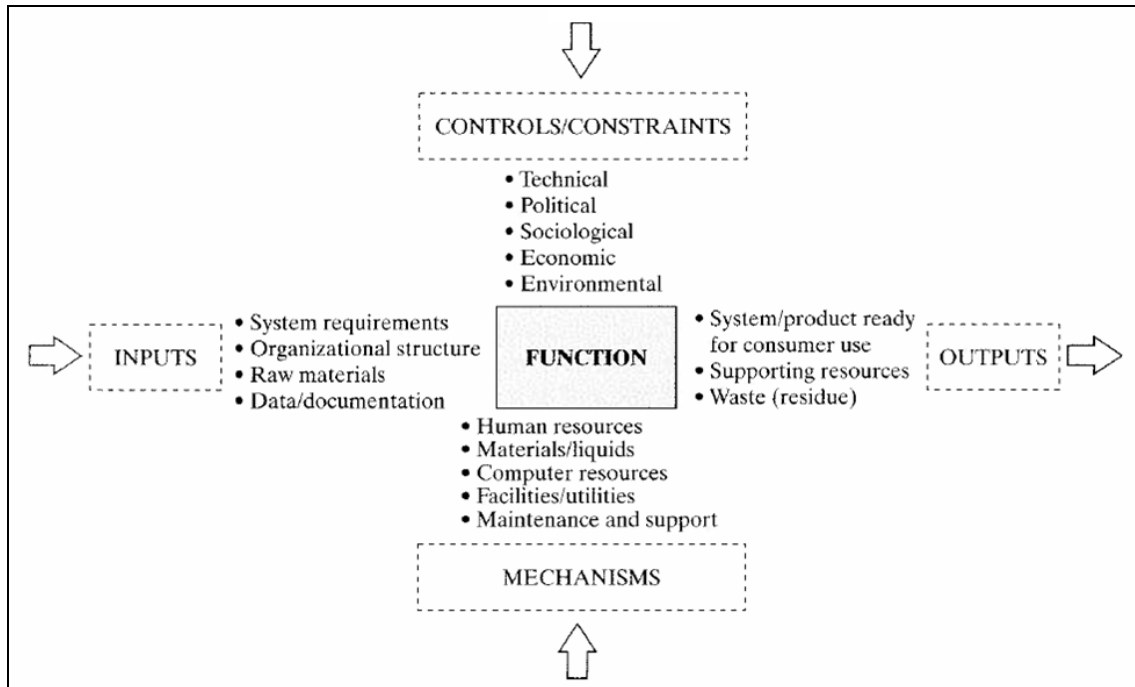 CONTROLS/CONSTRAINTS
• Technical
• Political
• Sociological
• Economic
• Environmental
INPUTS
• System requirements
• Organizational structure
• Raw materials
• Data/documentation
FUNCTION
• System/product ready
for consumer use
• Supporting resources
• Waste (residue)
OUTPUTS
• Human resources
• Materials/liquids
• Computer resources
• Facilities/utilities
• Maintenance and support
MECHANISMS